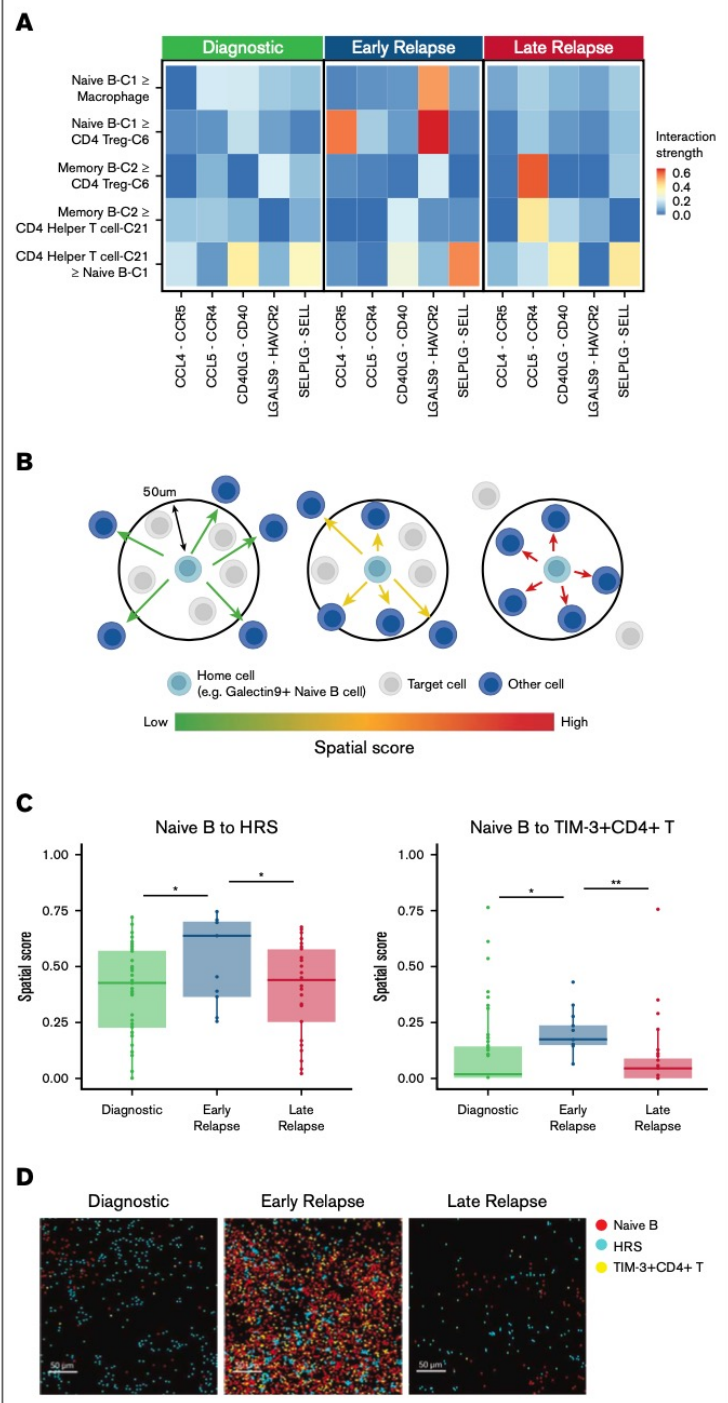 A
Diagnostic
Early Relapse
Late Relapse
Naive B-C1 ≥
Macrophage
Naive B-C1 ≥
CD4 Treg-C6
Memory B-C2 ≥
CD4 Treg-C6
Memory B-C2 ≥
CD4 Helper T cell-C21
CD4 Helper T cell-C21
≥ Naive B-C1
Interaction
strength
0.6
0.4
0.2
0.0
CCL4 - CCR5
CCL5 - CCR4
CD40LG - CD40
LGALS9 - HAVCR2
SELPLG - SELL
CCL4 - CCR5
CCL5 - CCR4
CD40LG - CD40
LGALS9 - HAVCR2
SELPLG - SELL
CCL4 - CCR5
CCL5 - CCR4
CD40LG - CD40
LGALS9 - HAVCR2
SELPLG - SELL
B
50um
Home cell
(e.g. Galectin9+ Naive B cell)
Target cell
Other cell
Low
High
Spatial score
C
Naive B to HRS
1.00
0.75
0.50
0.25
0.00
Spatial score
*
*
Diagnostic
Early
Relapse
Late
Relapse
Naive B to TIM-3+CD4+ T
1.00
0.75
0.50
0.25
0.00
Spatial score
*
**
Diagnostic
Early
Relapse
Late
Relapse
D
Diagnostic
Early Relapse
Late Relapse
50 µm
50 µm
50 µm
Naive B
HRS
TIM-3+CD4+ T